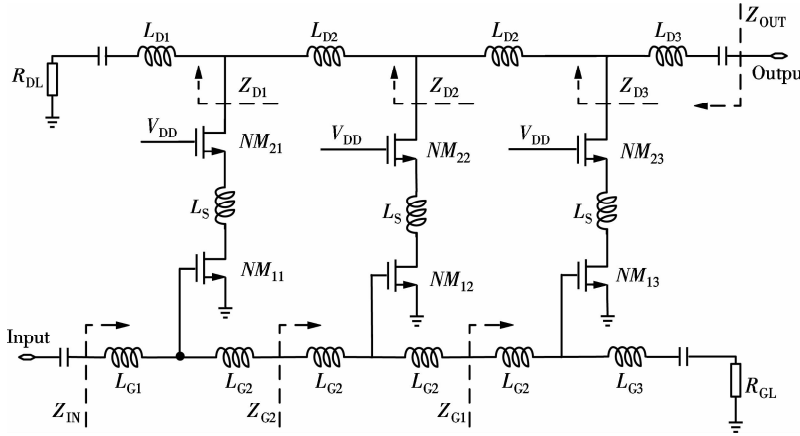 L_D1 L_D2 L_D2 L_D3 Z_OUT
R_DL Output
Z_D1 Z_D2 Z_D3
V_DD NM_21 V_DD NM_22 V_DD NM_23
L_S L_S L_S
NM_11 NM_12 NM_13
Input
L_G1 L_G2 L_G2 L_G2 L_G2 L_G3 R_GL
Z_IN Z_G2 Z_G1